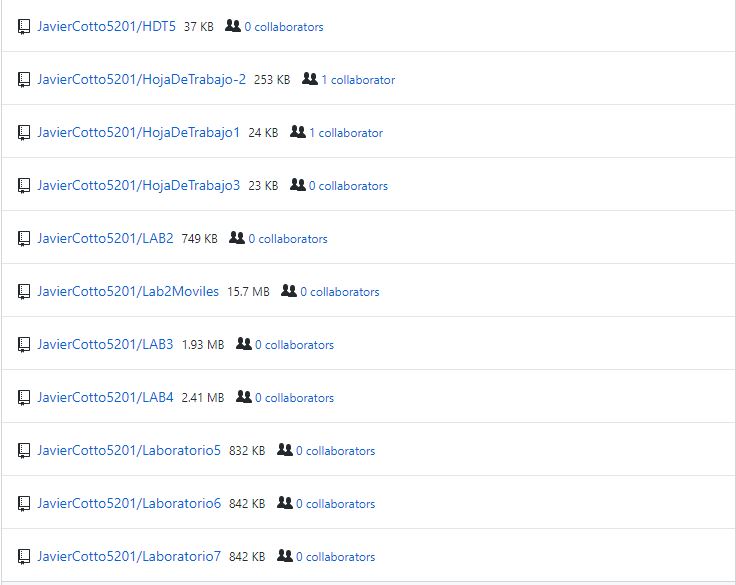 JavierCotto5201/HDT5 37 KB 0 collaborators
JavierCotto5201/HojaDeTrabajo-2 253 KB 1 collaborator
JavierCotto5201/HojaDeTrabajo1 24 KB 1 collaborator
JavierCotto5201/HojaDeTrabajo3 23 KB 0 collaborators
JavierCotto5201/LAB2 749 KB 0 collaborators
JavierCotto5201/Lab2Moviles 15.7 MB 0 collaborators
JavierCotto5201/LAB3 1.93 MB 0 collaborators
JavierCotto5201/LAB4 2.41 MB 0 collaborators
JavierCotto5201/Laboratorio5 832 KB 0 collaborators
JavierCotto5201/Laboratorio6 842 KB 0 collaborators
JavierCotto5201/Laboratorio7 842 KB 0 collaborators